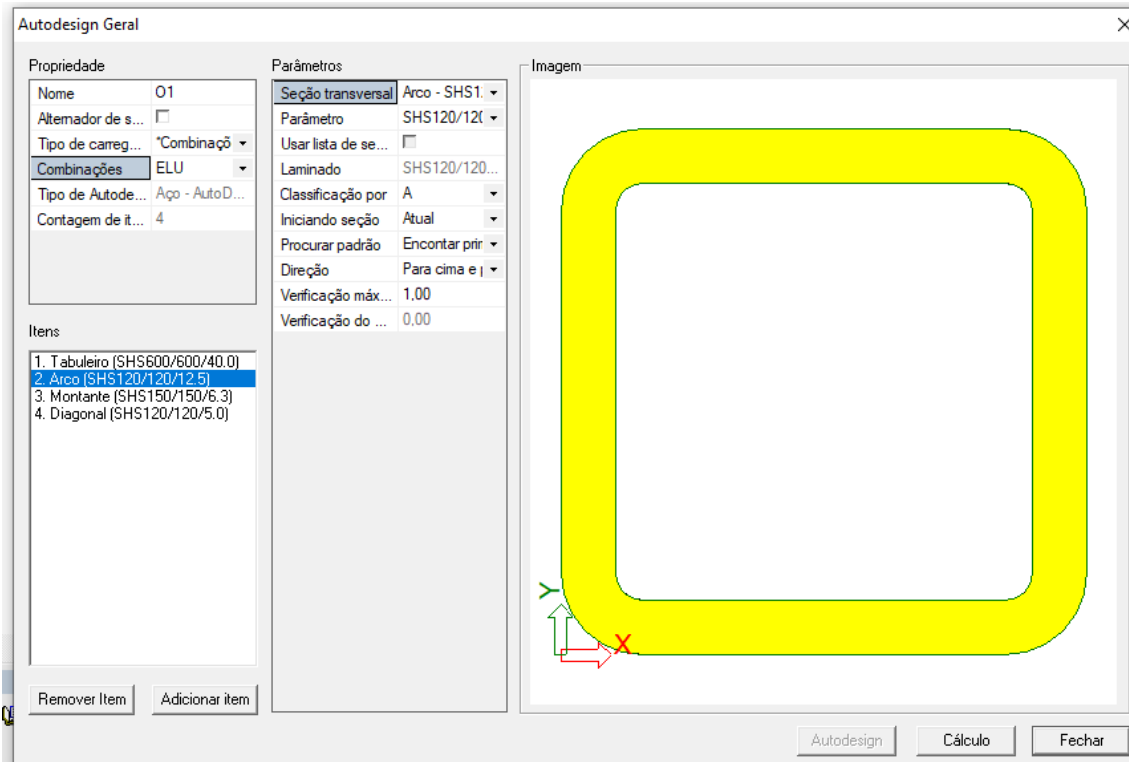 Autodesign Geral
Propriedade
Nome O1
Alternador de s...
Tipo de carreg... *Combinaçõ
Combinações ELU
Tipo de Autode... Aço - AutoD...
Contagem de it... 4
Itens
1. Tabuleiro (SHS600/600/40.0)
2. Arco (SHS120/120/12.5)
3. Montante (SHS150/150/6.3)
4. Diagonal (SHS120/120/5.0)
Remover Item Adicionar item
Parâmetros
Seção transversal Arco - SHS1.
Parâmetro SHS120/12(
Usar lista de se...
Laminado SHS120/120...
Classificação por A
Iniciando seção Atual
Procurar padrão Encontar prir
Direção Para cima e p
Verificação máx... 1,00
Verificação do ... 0,00
Imagem
Y
X
Autodesign Cálculo Fechar